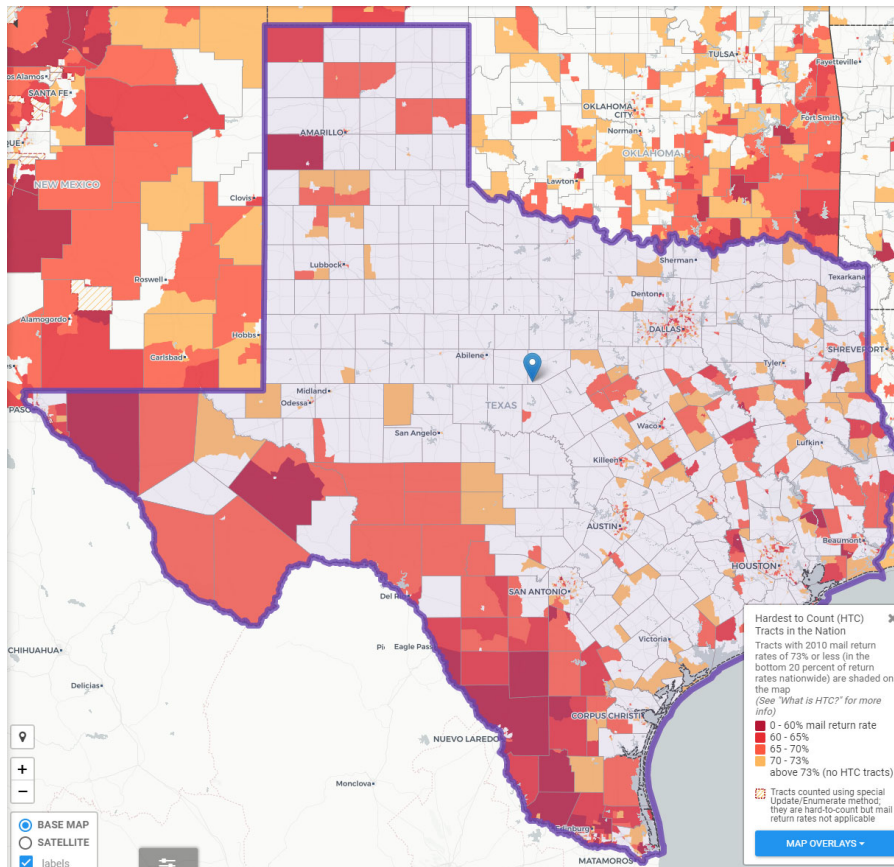 TULSA
Fayetteville
os Alamos
SANTA FE
OKLAHOMA
CITY
Fort Smith
AMARILLO
Norman
QUE
OKLAHOMA
NEW MEXICO
Lawton
Clovis
Lubbock
Sherman
Texarkana
Roswell
Denton
Alamogordo
DALLAS
Hobbs
SHREVEPORT
Carlsbad
Abilene
Tyler
Midland
Odessa
TEXAS
PASO
Waco
San Angelo
Lufkin
Killeen
AUSTIN
Beaumont
HOUSTON
Del R
SAN ANTONIO
Hardest to Count (HTC)
Tracts in the Nation
Tracts with 2010 mail return
rates of 73% or less (in the
bottom 20 percent of return
rates nationwide) are shaded on
the map
(See "What is HTC?" for more
info)
0 - 60% mail return rate
60 - 65%
65 - 70%
70 - 73%
above 73% (no HTC tracts)
Tracts counted using special
Update/Enumerate method;
they are hard-to-count but mail
return rates not applicable
MAP OVERLAYS
Victoria
CHIHUAHUA
Eagle Pass
Delicias
CORPUS CHRISTI
NUEVO LAREDO
Monclova
+
−
BASE MAP
SATELLITE
labels
Edinburg
MATAMOROS